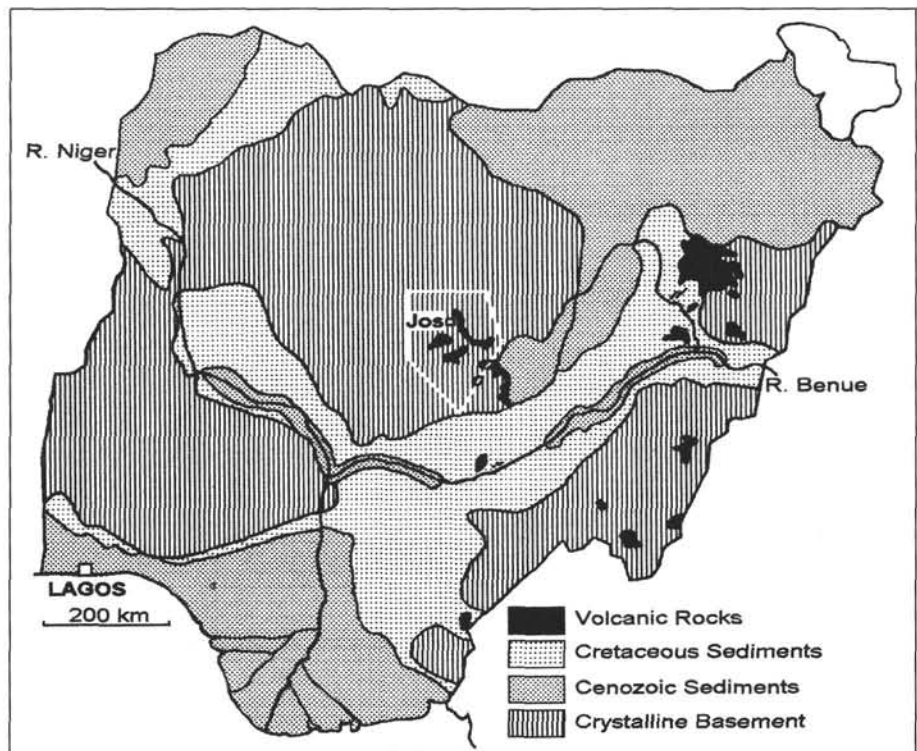 R. Niger
Jos
R. Benue
LAGOS
200 km
Volcanic Rocks
Cretaceous Sediments
Cenozoic Sediments
Crystalline Basement